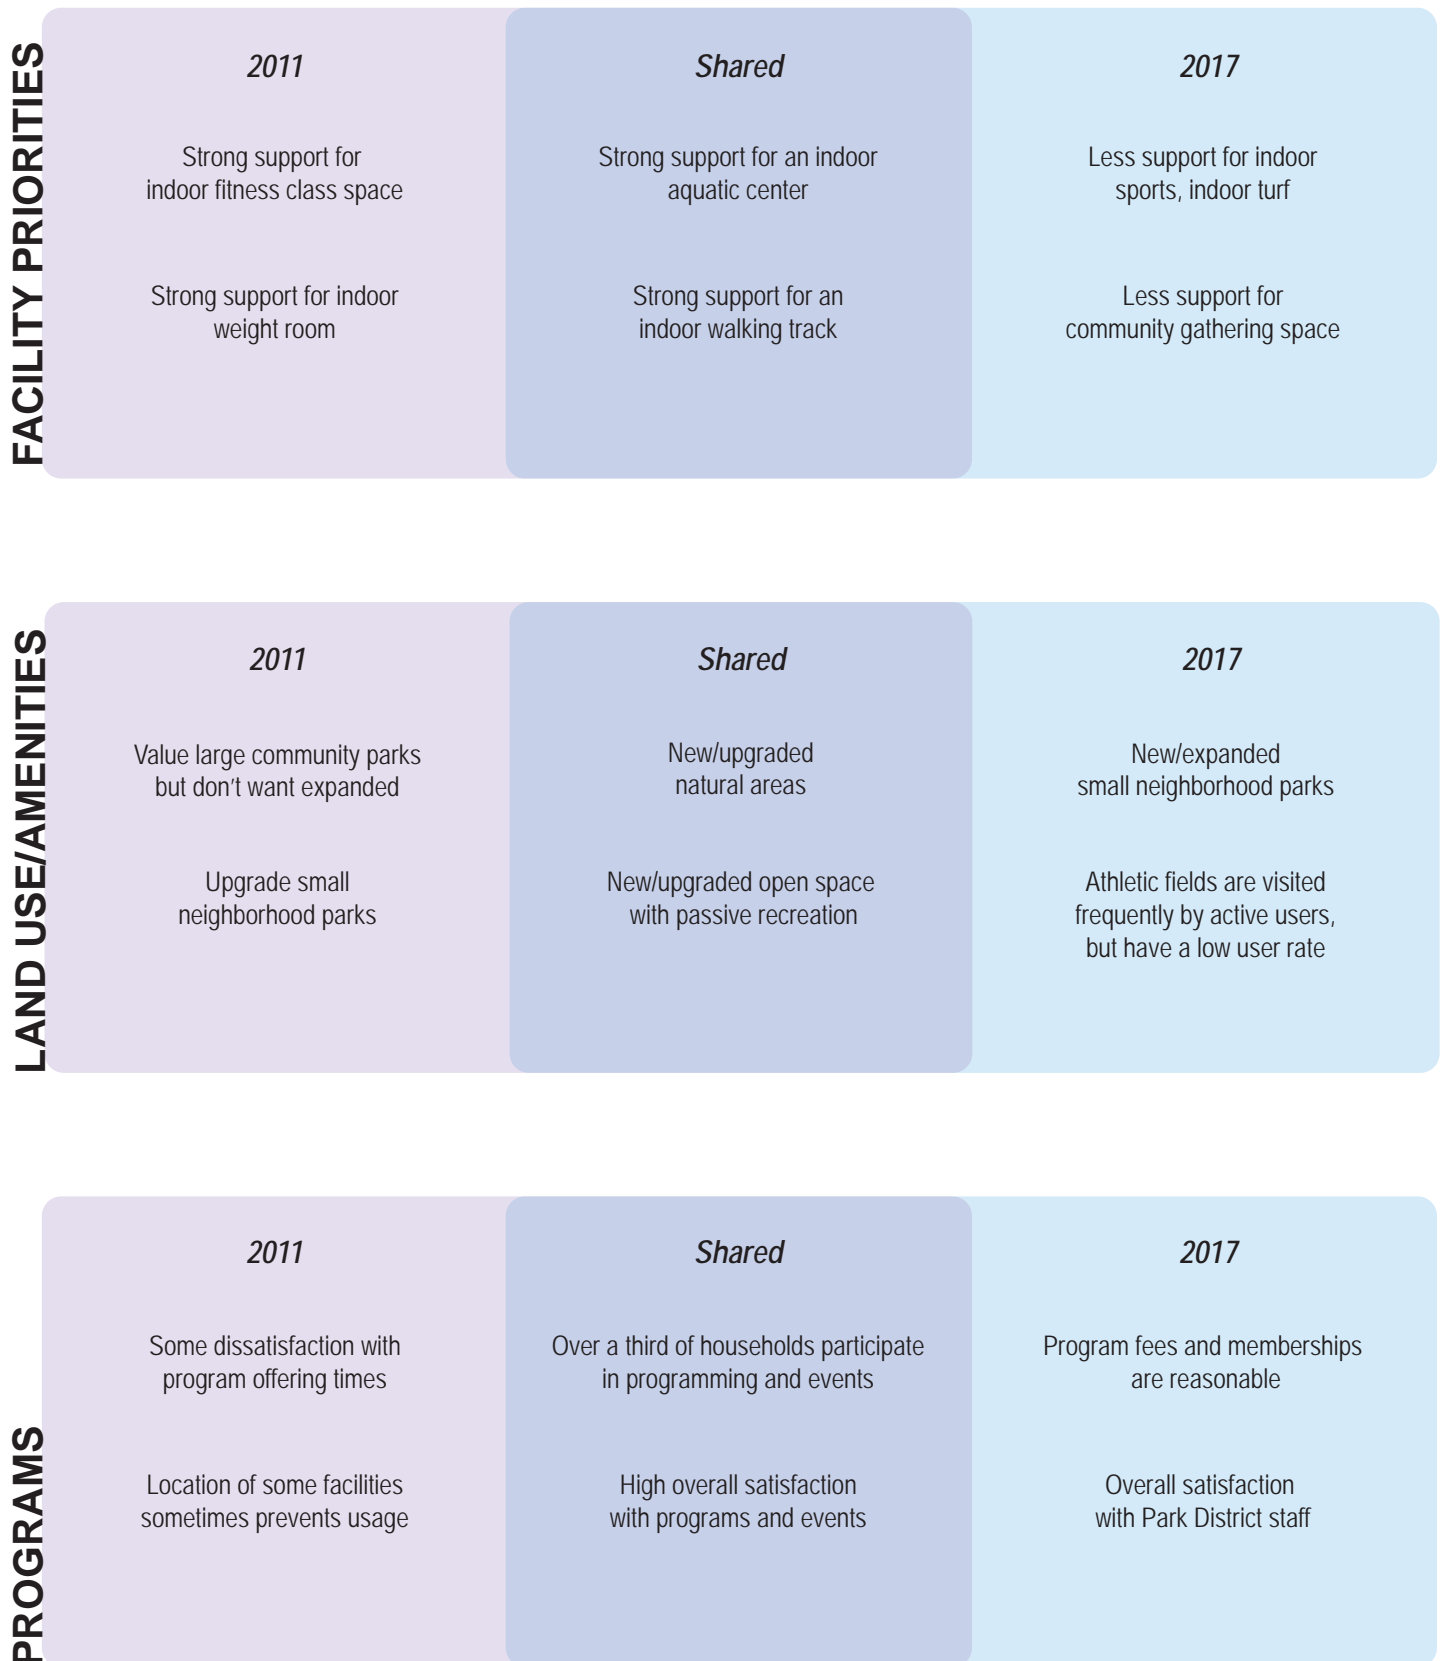 FACILITY PRIORITIES
2011
Strong support for
indoor fitness class space
Strong support for indoor
weight room
Shared
Strong support for an indoor
aquatic center
Strong support for an
indoor walking track
2017
Less support for indoor
sports, indoor turf
Less support for
community gathering space
LAND USE/AMENITIES
2011
Value large community parks
but don't want expanded
Upgrade small
neighborhood parks
Shared
New/upgraded
natural areas
New/upgraded open space
with passive recreation
2017
New/expanded
small neighborhood parks
Athletic fields are visited
frequently by active users,
but have a low user rate
PROGRAMS
2011
Some dissatisfaction with
program offering times
Location of some facilities
sometimes prevents usage
Shared
Over a third of households participate
in programming and events
High overall satisfaction
with programs and events
2017
Program fees and memberships
are reasonable
Overall satisfaction
with Park District staff